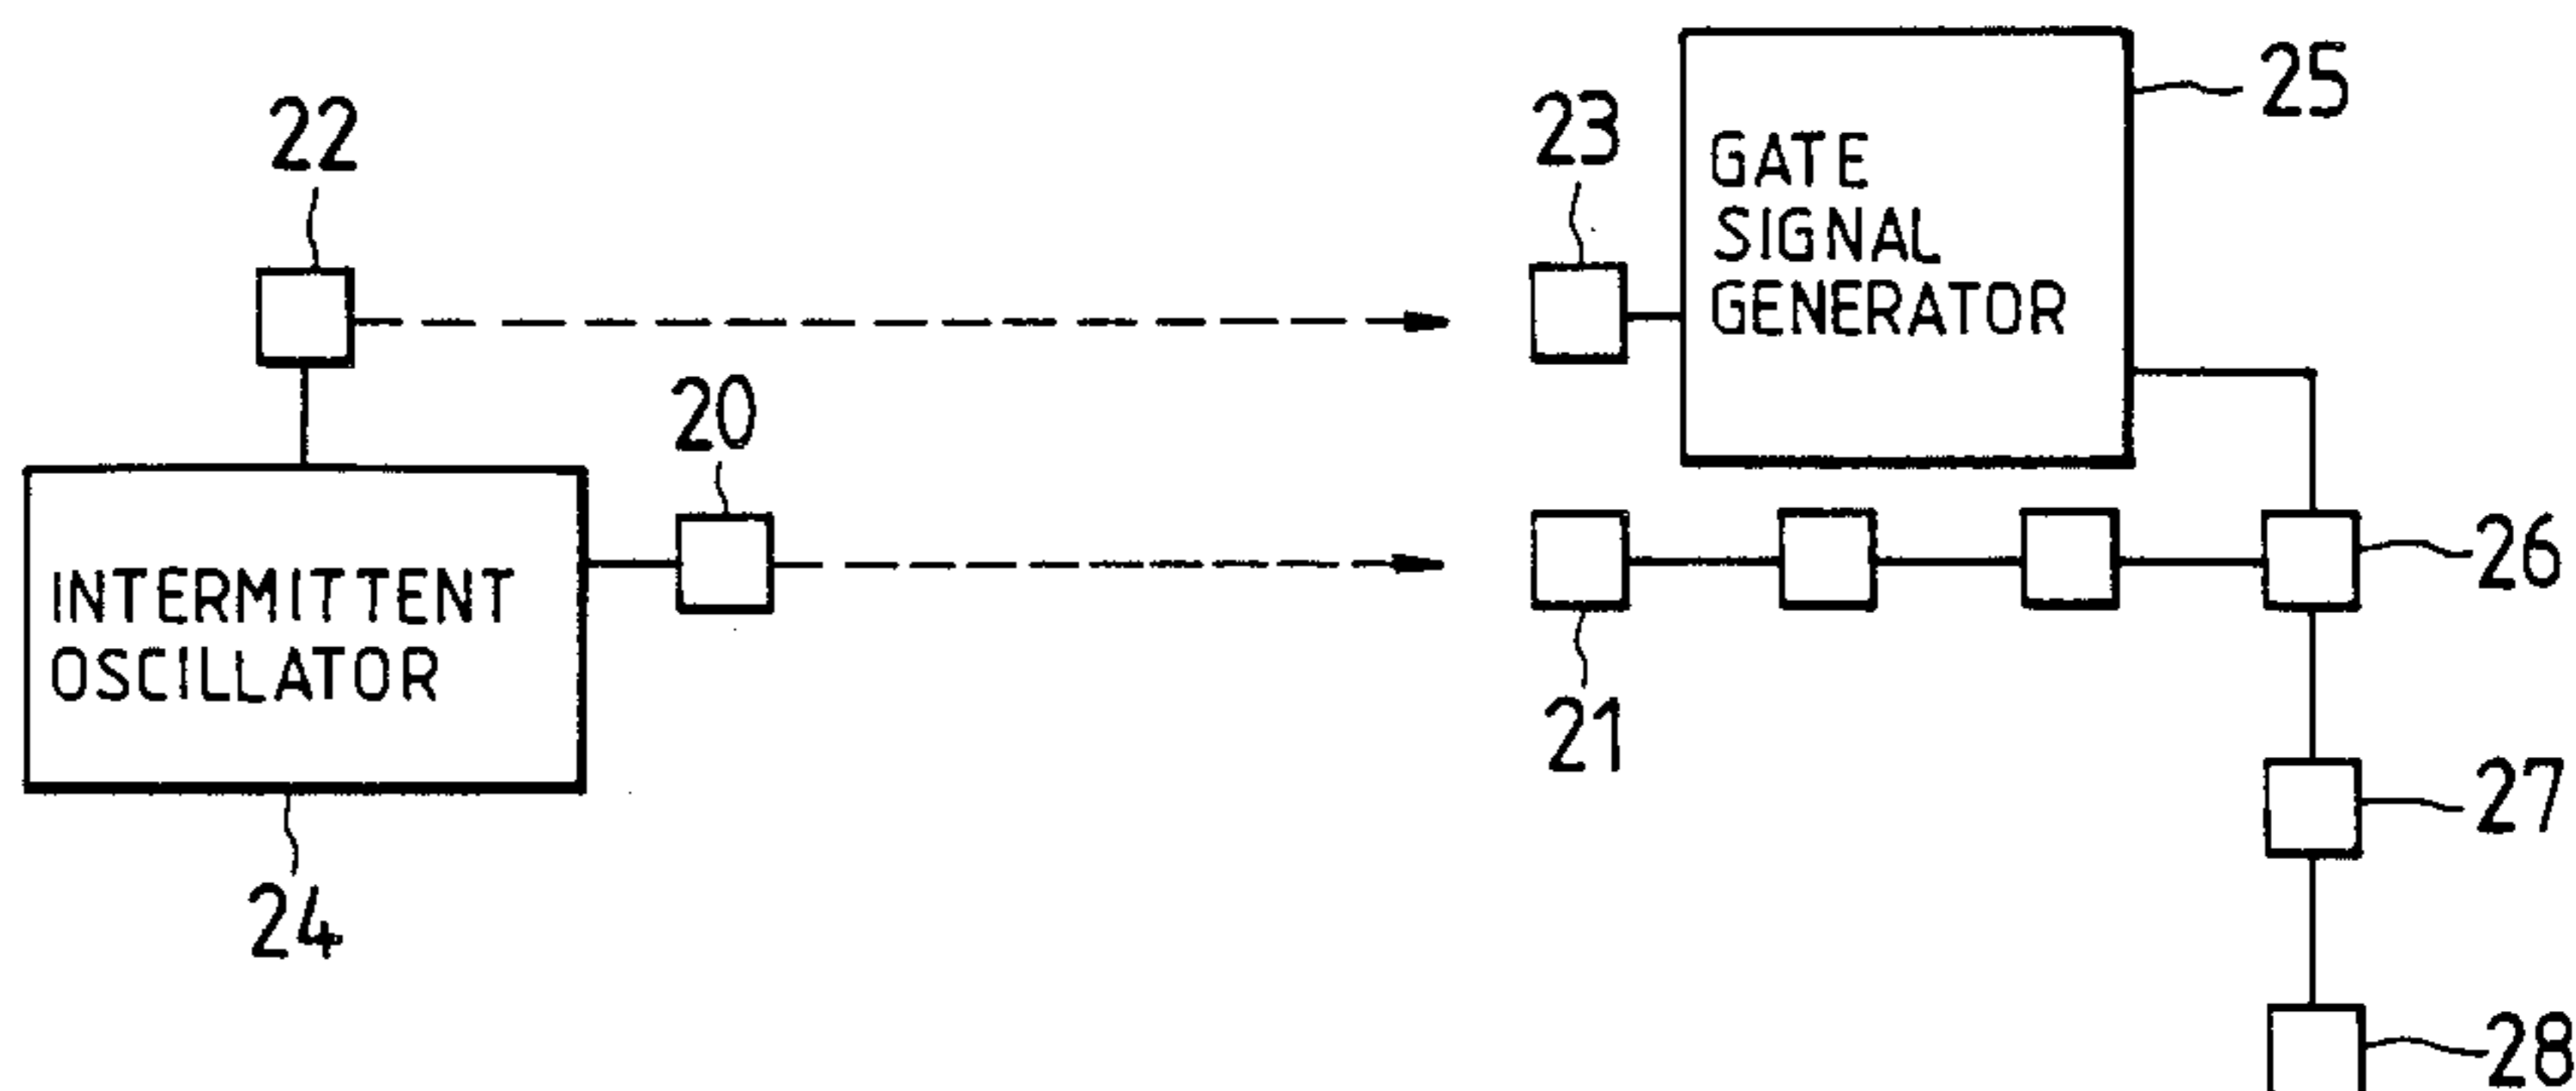 25
23
22
GATE
SIGNAL
GENERATOR
20
26
INTERMITTENT
OSCILLATOR
21
27
24
28